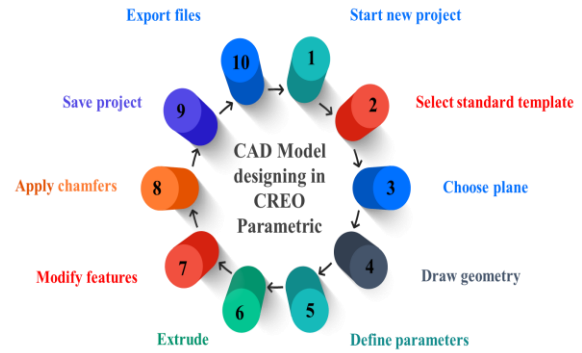 Export files
Start new project
10
1
Save project
9
2
Select standard template
CAD Model
designing in
CREO
Parametric
Apply chamfers
8
3
Choose plane
Modify features
7
4
Draw geometry
6
5
Extrude
Define parameters